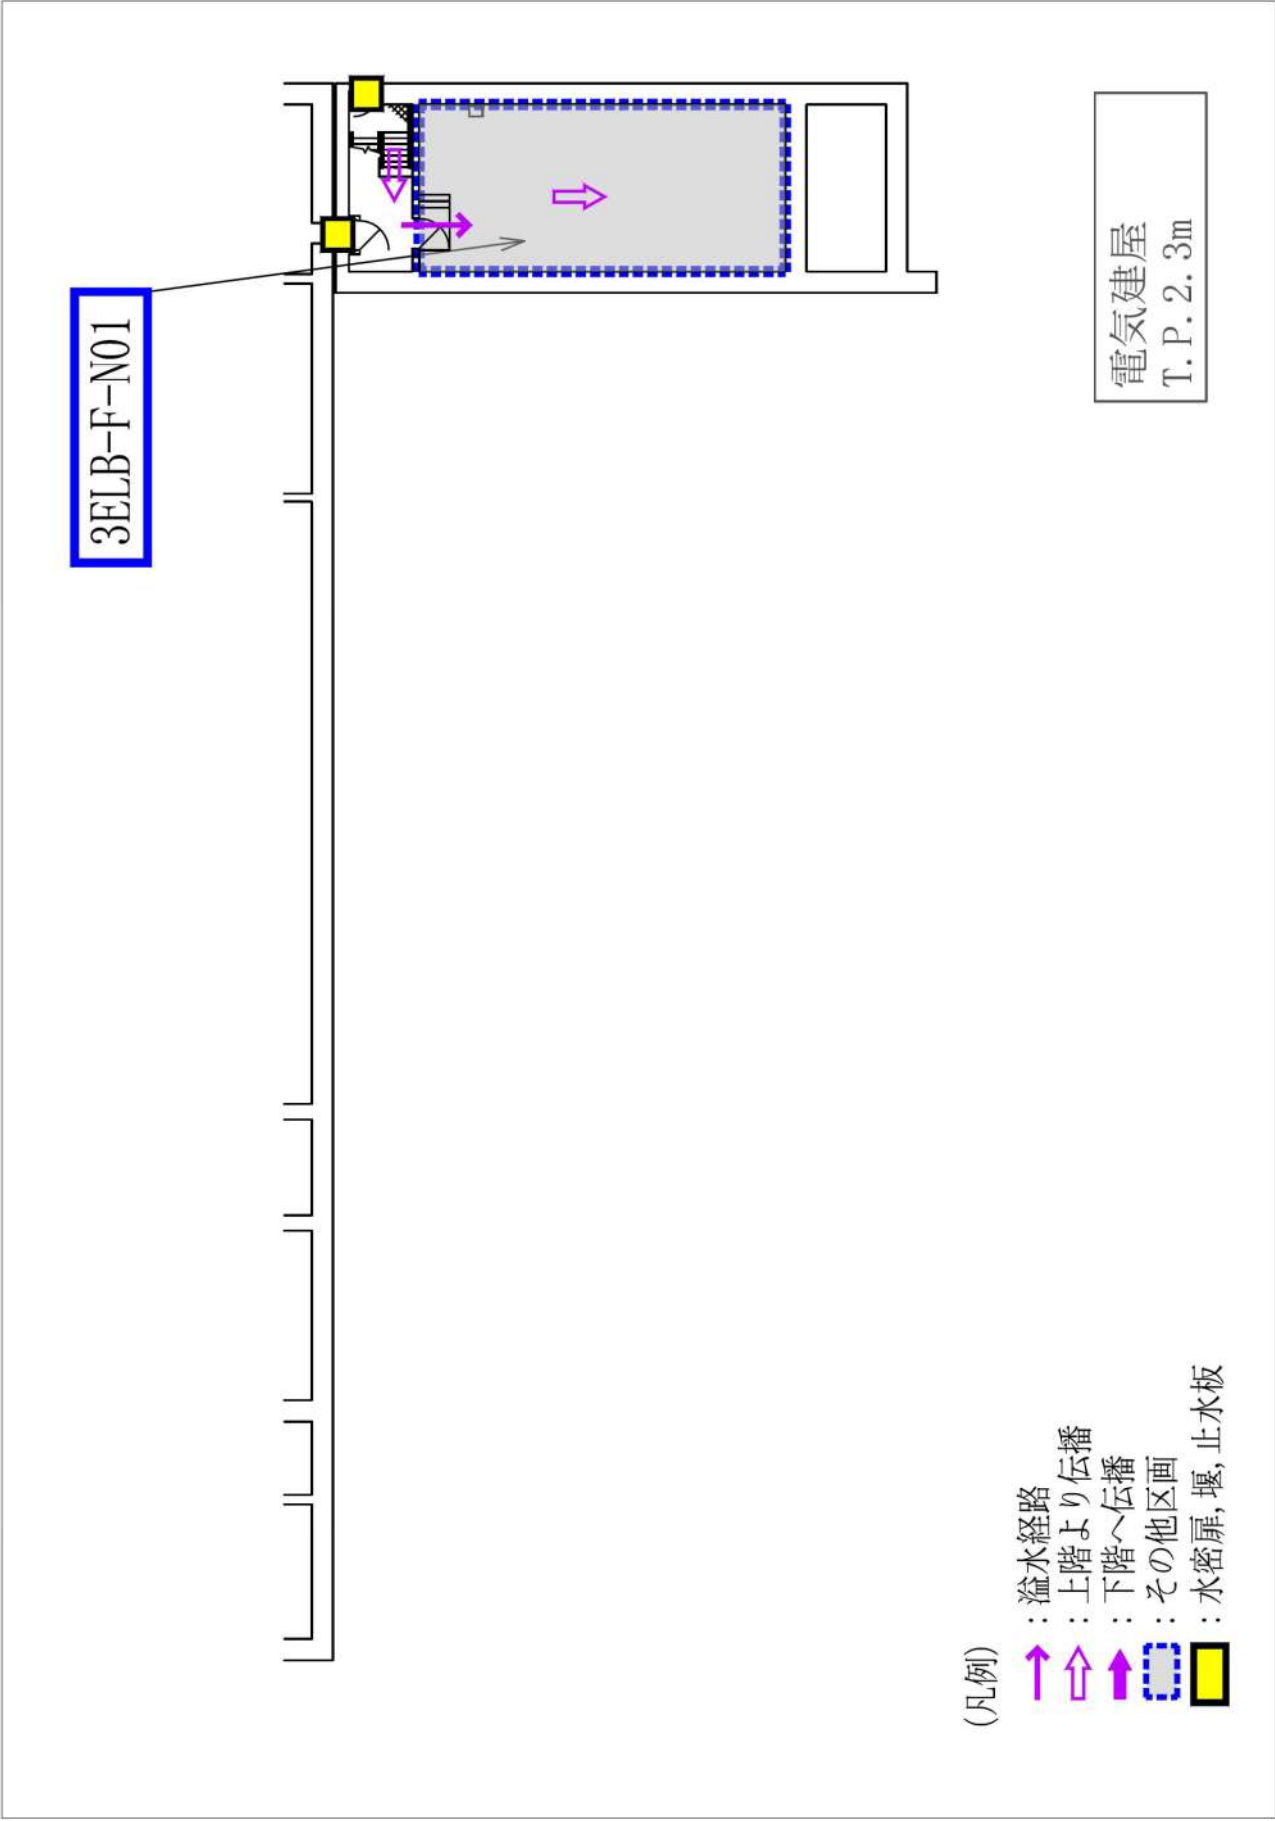 3ELB-F-N01
電気建屋
T.P.2.3m
(凡例)
：溢水経路
：上階より伝播
：下階へ伝播
：その他区画
：水密扉,堰,止水板